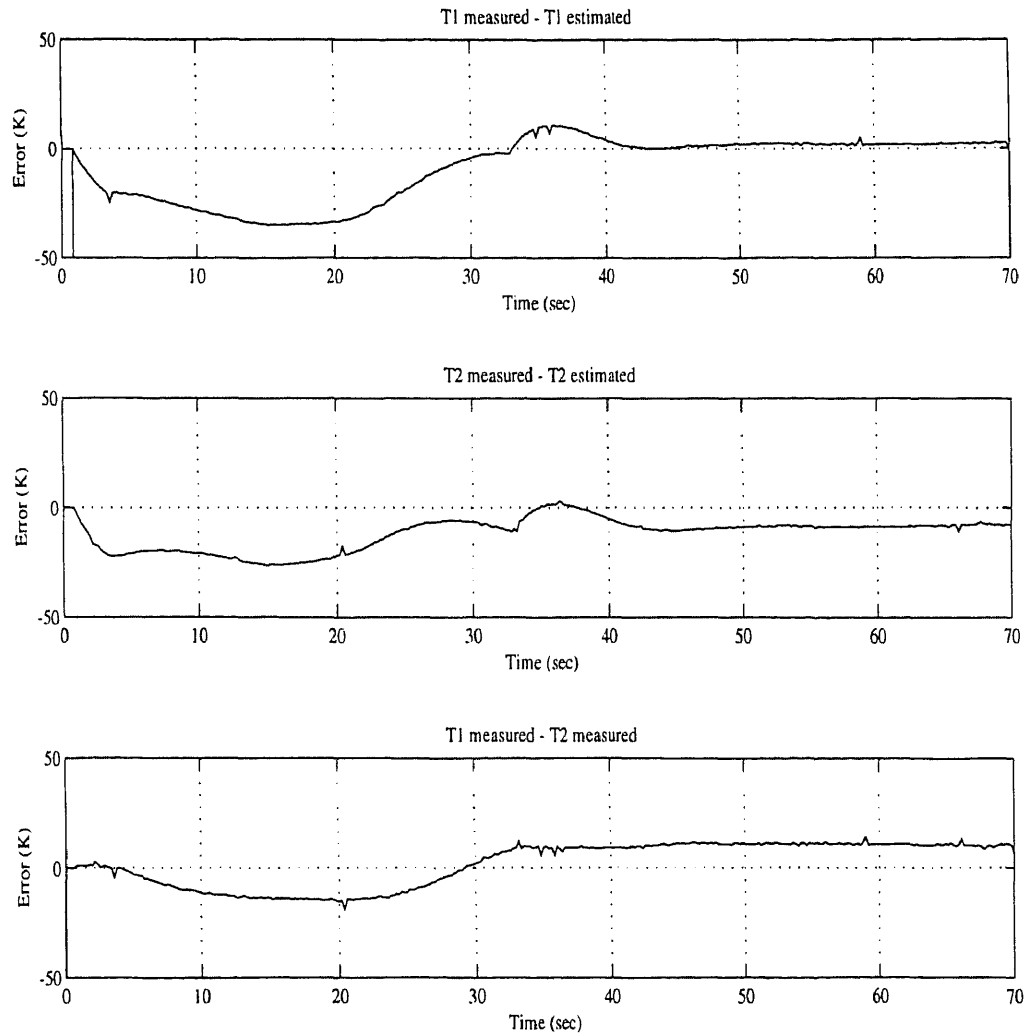 T1 measured - T1 estimated
50
0
-50
Error (K)
0 10 20 30 40 50 60 70
Time (sec)
T2 measured - T2 estimated
50
0
-50
Error (K)
0 10 20 30 40 50 60 70
Time (sec)
T1 measured - T2 measured
50
0
-50
Error (K)
0 10 20 30 40 50 60 70
Time (sec)